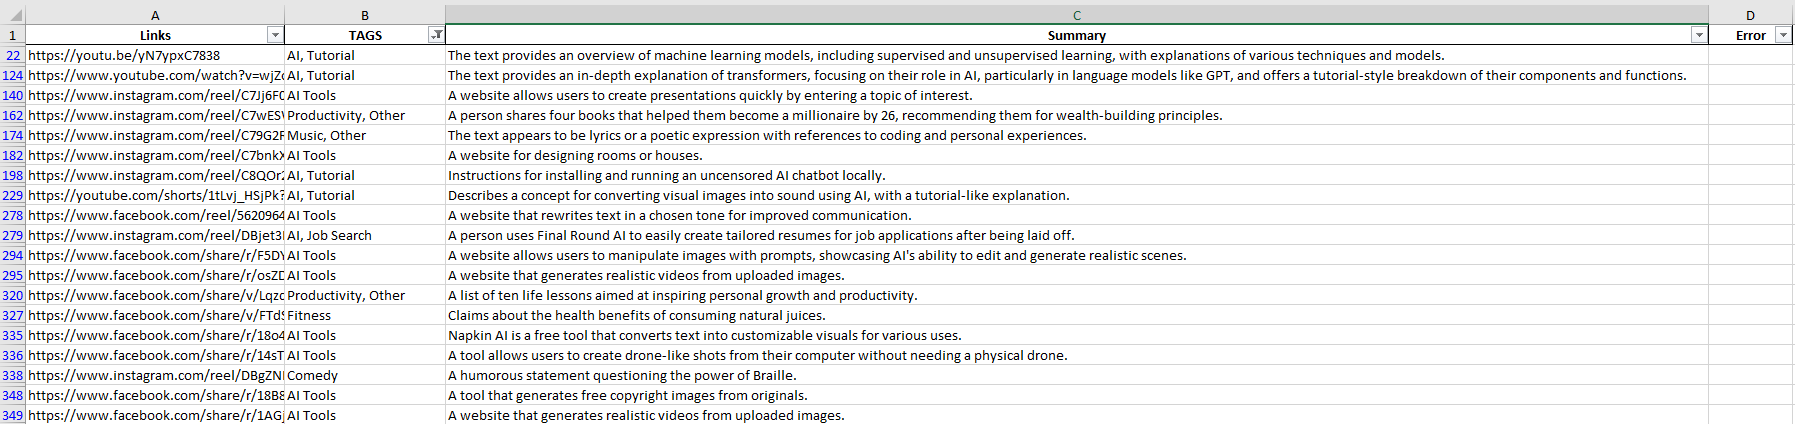 A B C D
1 Links TAGS Summary Error
22 https://youtu.be/yN7ypxC7838 AI, Tutorial The text provides an overview of machine learning models, including supervised and unsupervised learning, with explanations of various techniques and models.
124 https://www.youtube.com/watch?v=wjZc AI, Tutorial The text provides an in-depth explanation of transformers, focusing on their role in AI, particularly in language models like GPT, and offers a tutorial-style breakdown of their components and functions.
140 https://www.instagram.com/reel/C7Jj6F0 AI Tools A website allows users to create presentations quickly by entering a topic of interest.
162 https://www.instagram.com/reel/C7wES Productivity, Other A person shares four books that helped them become a millionaire by 26, recommending them for wealth-building principles.
174 https://www.instagram.com/reel/C79G2 Music, Other The text appears to be lyrics or a poetic expression with references to coding and personal experiences.
182 https://www.instagram.com/reel/C7bnk AI Tools A website for designing rooms or houses.
198 https://www.instagram.com/reel/C8QOr AI, Tutorial Instructions for installing and running an uncensored AI chatbot locally.
229 https://youtube.com/shorts/1tLvj_HSjPk? AI, Tutorial Describes a concept for converting visual images into sound using AI, with a tutorial-like explanation.
278 https://www.facebook.com/reel/5620964 AI Tools A website that rewrites text in a chosen tone for improved communication.
279 https://www.instagram.com/reel/DBjet3 AI, Job Search A person uses Final Round AI to easily create tailored resumes for job applications after being laid off.
294 https://www.facebook.com/share/r/F5D AI Tools A website allows users to manipulate images with prompts, showcasing AI's ability to edit and generate realistic scenes.
295 https://www.facebook.com/share/r/osZ AI Tools A website that generates realistic videos from uploaded images.
320 https://www.facebook.com/share/v/Lqz Productivity, Other A list of ten life lessons aimed at inspiring personal growth and productivity.
327 https://www.facebook.com/share/v/FTd Fitness Claims about the health benefits of consuming natural juices.
335 https://www.facebook.com/share/r/18o4 AI Tools Napkin AI is a free tool that converts text into customizable visuals for various uses.
336 https://www.facebook.com/share/r/14sT AI Tools A tool allows users to create drone-like shots from their computer without needing a physical drone.
338 https://www.instagram.com/reel/DBgZN Comedy A humorous statement questioning the power of Braille.
348 https://www.facebook.com/share/r/18B AI Tools A tool that generates free copyright images from originals.
349 https://www.facebook.com/share/r/1AG AI Tools A website that generates realistic videos from uploaded images.